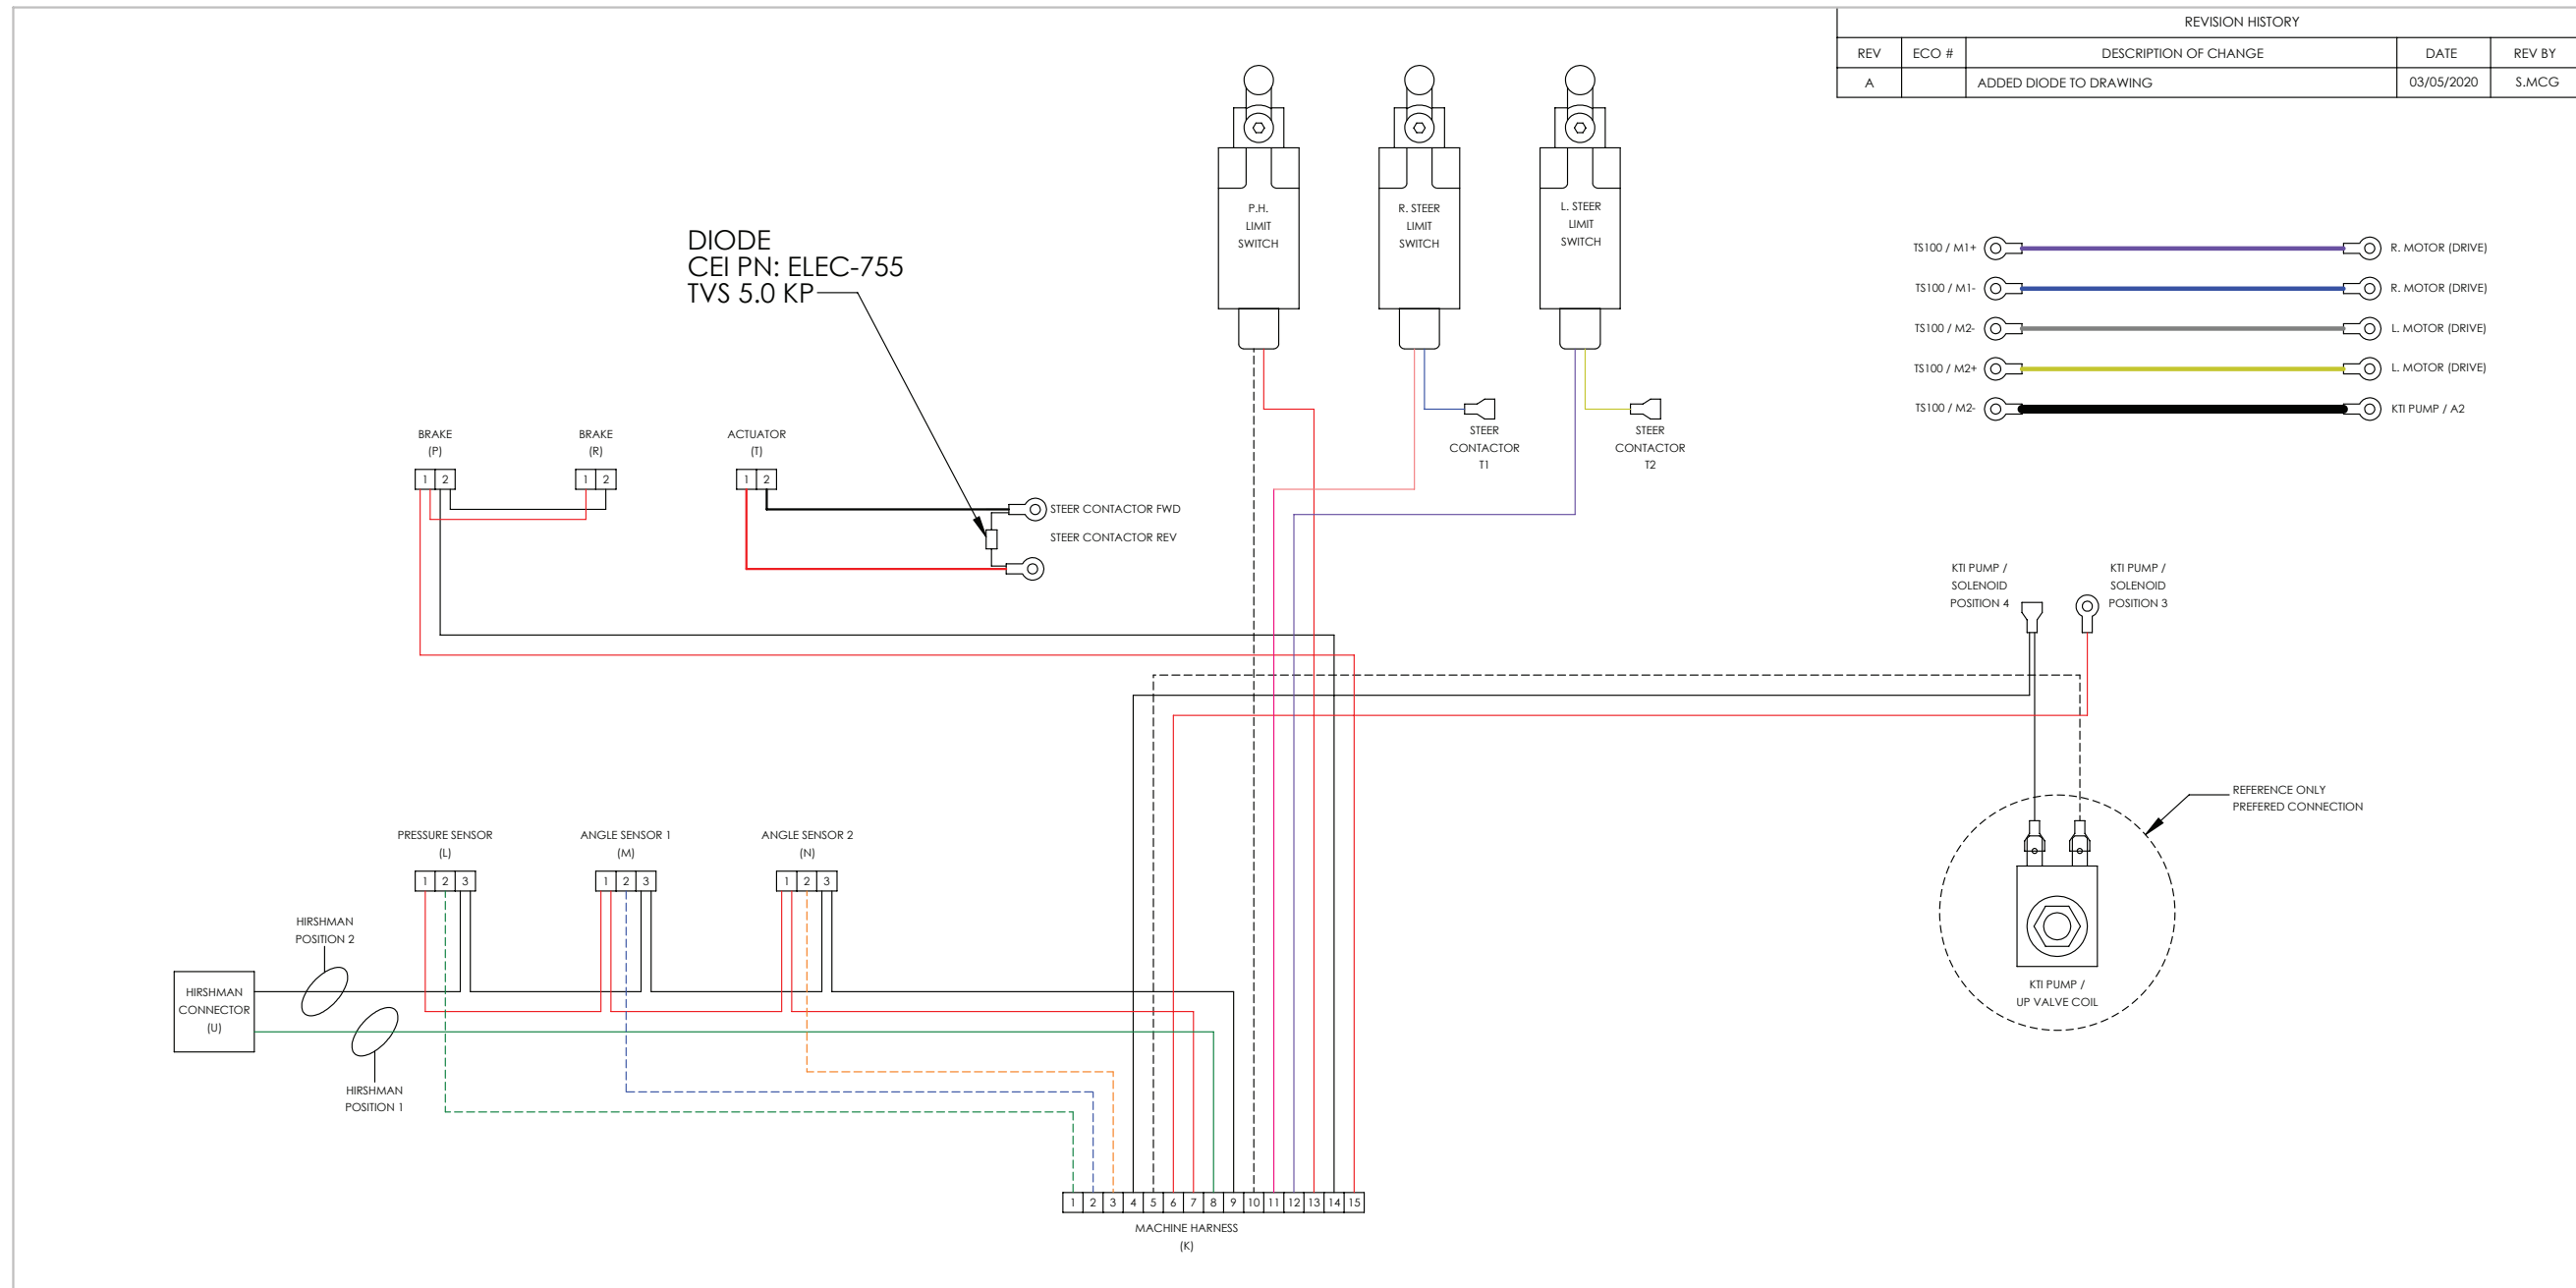 REVISION HISTORY
REV ECO # DESCRIPTION OF CHANGE DATE REV BY
A ADDED DIODE TO DRAWING 03/05/2020 S.MCG
P.H.
LIMIT
SWITCH
R. STEER
LIMIT
SWITCH
L. STEER
LIMIT
SWITCH
DIODE
CEI PN: ELEC-755
TVS 5.0 KP
TS100 / M1+ R. MOTOR (DRIVE)
TS100 / M1- R. MOTOR (DRIVE)
TS100 / M2- L. MOTOR (DRIVE)
TS100 / M2+ L. MOTOR (DRIVE)
TS100 / M2- KTI PUMP / A2
STEER
CONTACTOR
T1
STEER
CONTACTOR
T2
BRAKE
(P)
1 2
BRAKE
(R)
1 2
ACTUATOR
(T)
1 2
STEER CONTACTOR FWD
STEER CONTACTOR REV
KTI PUMP /
SOLENOID
POSITION 4
KTI PUMP /
SOLENOID
POSITION 3
REFERENCE ONLY
PREFERED CONNECTION
PRESSURE SENSOR
(L)
1 2 3
ANGLE SENSOR 1
(M)
1 2 3
ANGLE SENSOR 2
(N)
1 2 3
HIRSHMAN
POSITION 2
HIRSHMAN
CONNECTOR
(U)
HIRSHMAN
POSITION 1
KTI PUMP /
UP VALVE COIL
1 2 3 4 5 6 7 8 9 10 11 12 13 14 15
MACHINE HARNESS
(K)